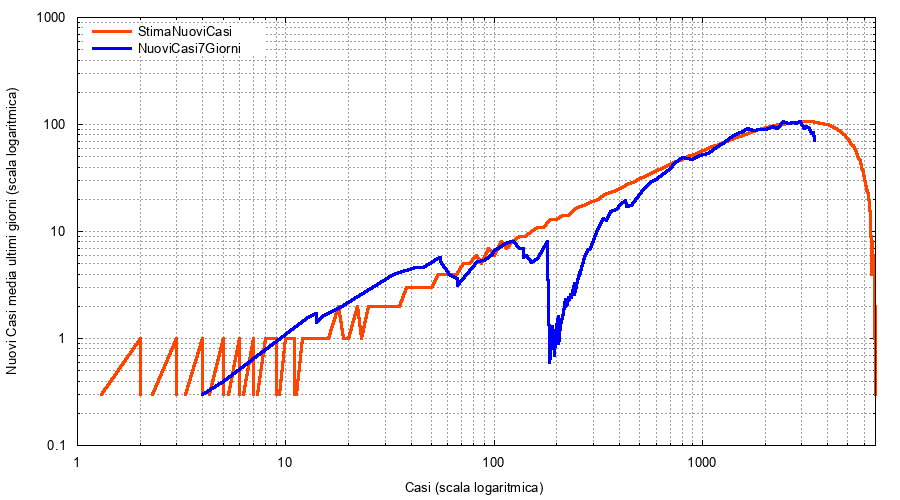 1000
StimaNuoviCasi
NuoviCasi7Giorni
100
10
1
0.1
Nuovi Casi media ultimi giorni (scala logaritmica)
1 10 100 1000
Casi (scala logaritmica)